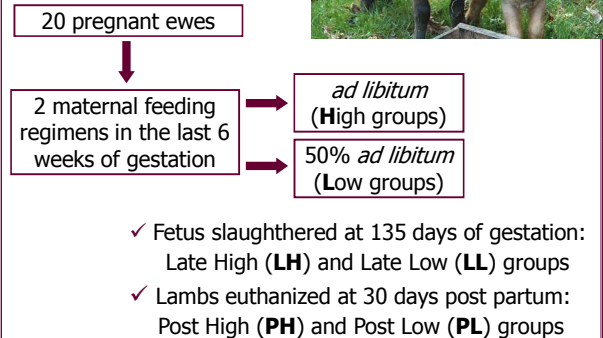 20 pregnant ewes
2 maternal feeding
regimens in the last 6
weeks of gestation
ad libitum
(High groups)
50% ad libitum
(Low groups)
✓ Fetus slaughthered at 135 days of gestation:
Late High (LH) and Late Low (LL) groups
✓ Lambs euthanized at 30 days post partum:
Post High (PH) and Post Low (PL) groups